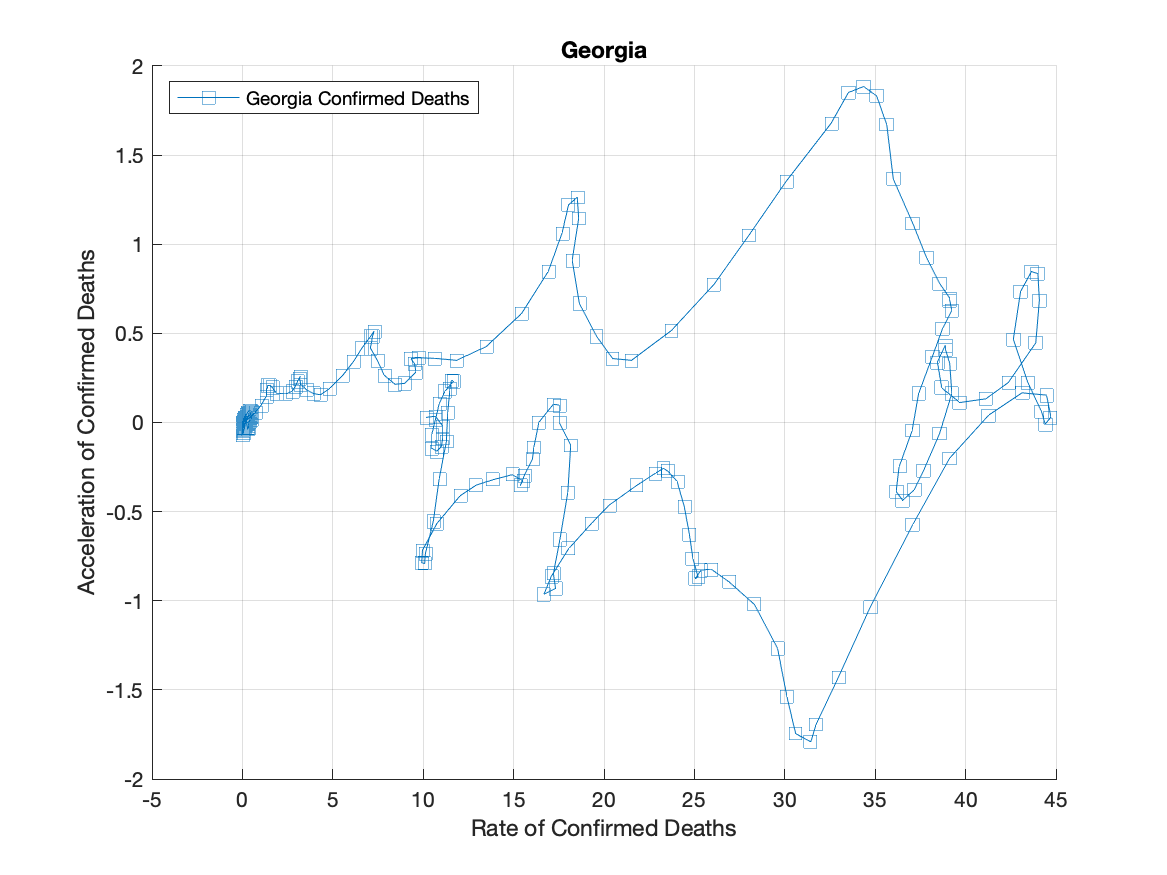 Georgia
Georgia Confirmed Deaths
2
1.5
1
0.5
0
-0.5
-1
-1.5
-2
Acceleration of Confirmed Deaths
-5 0 5 10 15 20 25 30 35 40 45
Rate of Confirmed Deaths